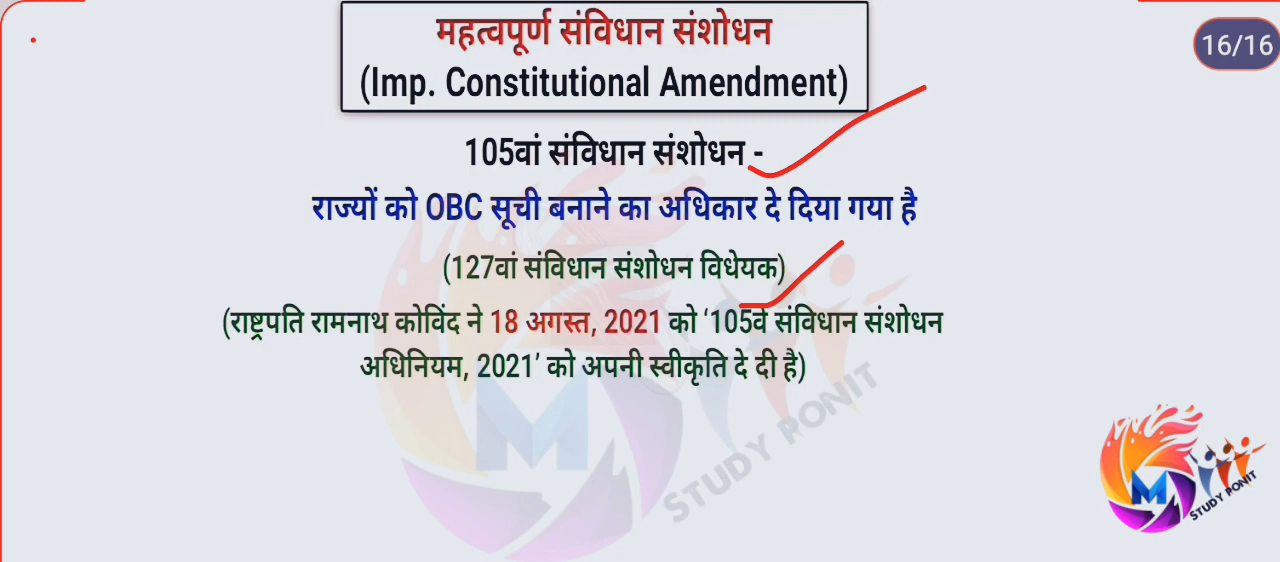 महत्वपूर्ण संविधान संशोधन
(Imp. Constitutional Amendment)
16/16
105वां संविधान संशोधन -
राज्यों को OBC सूची बनाने का अधिकार दे दिया गया है
(127वां संविधान संशोधन विधेयक)
(राष्ट्रपति रामनाथ कोविंद ने 18 अगस्त, 2021 को ‘105वें संविधान संशोधन
अधिनियम, 2021’ को अपनी स्वीकृति दे दी है)
M
STUDY RONIT
M
STUDY RONIT